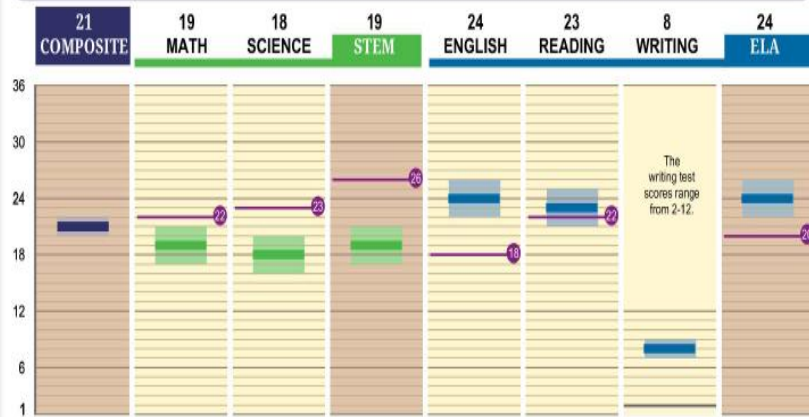 21 19 18 19 24 23 8 24
COMPOSITE MATH SCIENCE STEM ENGLISH READING WRITING ELA
36
30
24
18
12
6
1
22
23
26
18
22
The
writing test
scores range
from 2-12.
20